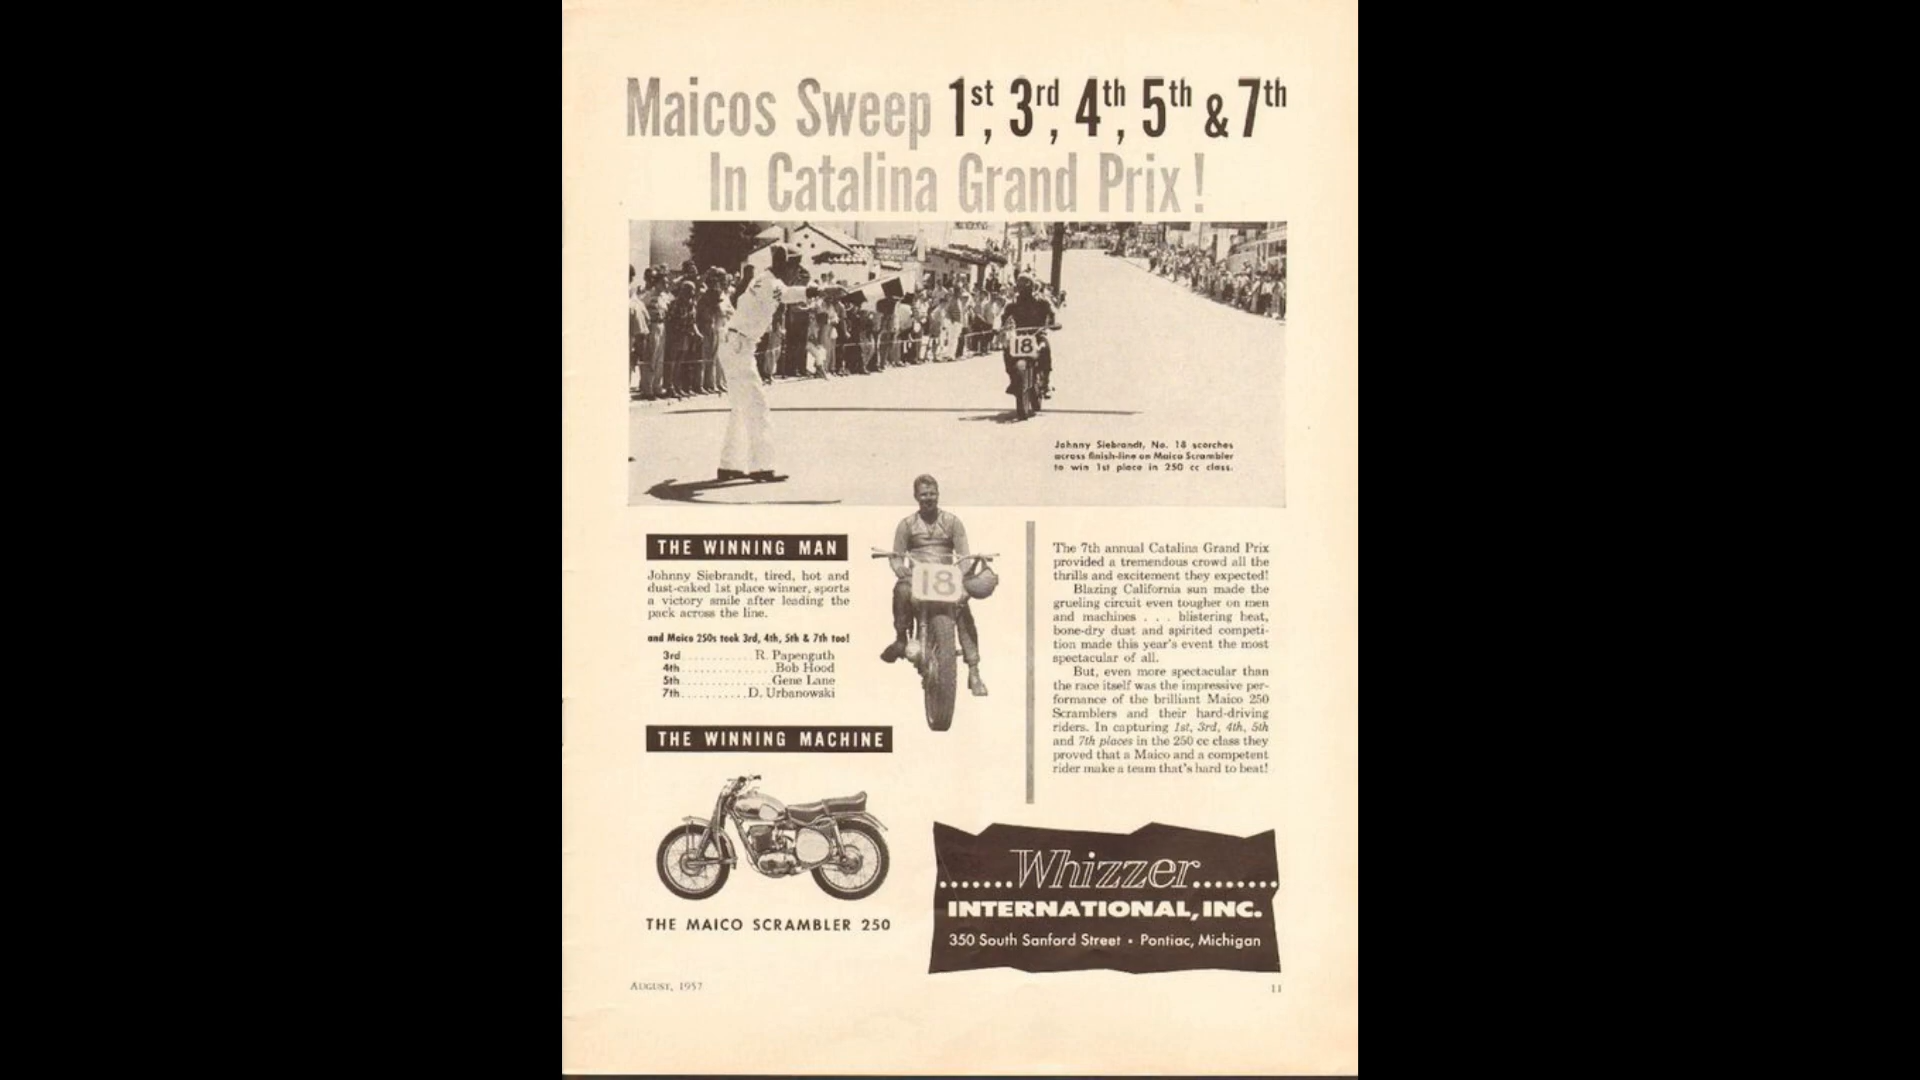 Maicos Sweep 1st, 3rd, 4th, 5th & 7th
In Catalina Grand Prix!
18
Johnny Siebrandt, No. 18 scorches
across finish-line on Maico Scrambler
to win 1st place in 250 cc class.
THE WINNING MAN
Johnny Siebrandt, tired, hot and
dust-caked 1st place winner, sports
a victory smile after leading the
pack across the line.
and Maico 250s took 3rd, 4th, 5th & 7th too!
3rd...........R. Papenguth
4th..............Bob Hood
5th.............Gene Lane
7th..........D. Urbanowski
18
THE WINNING MACHINE
THE MAICO SCRAMBLER 250
The 7th annual Catalina Grand Prix
provided a tremendous crowd all the
thrills and excitement they expected!
Blazing California sun made the
grueling circuit even tougher on men
and machines . . . blistering heat,
bone-dry dust and spirited competi-
tion made this year's event the most
spectacular of all.
But, even more spectacular than
the race itself was the impressive per-
formance of the brilliant Maico 250
Scramblers and their hard-driving
riders. In capturing 1st, 3rd, 4th, 5th
and 7th places in the 250 cc class they
proved that a Maico and a competent
rider make a team that's hard to beat!
Whizzer
INTERNATIONAL, INC.
350 South Sanford Street • Pontiac, Michigan
AUGUST, 1957
11